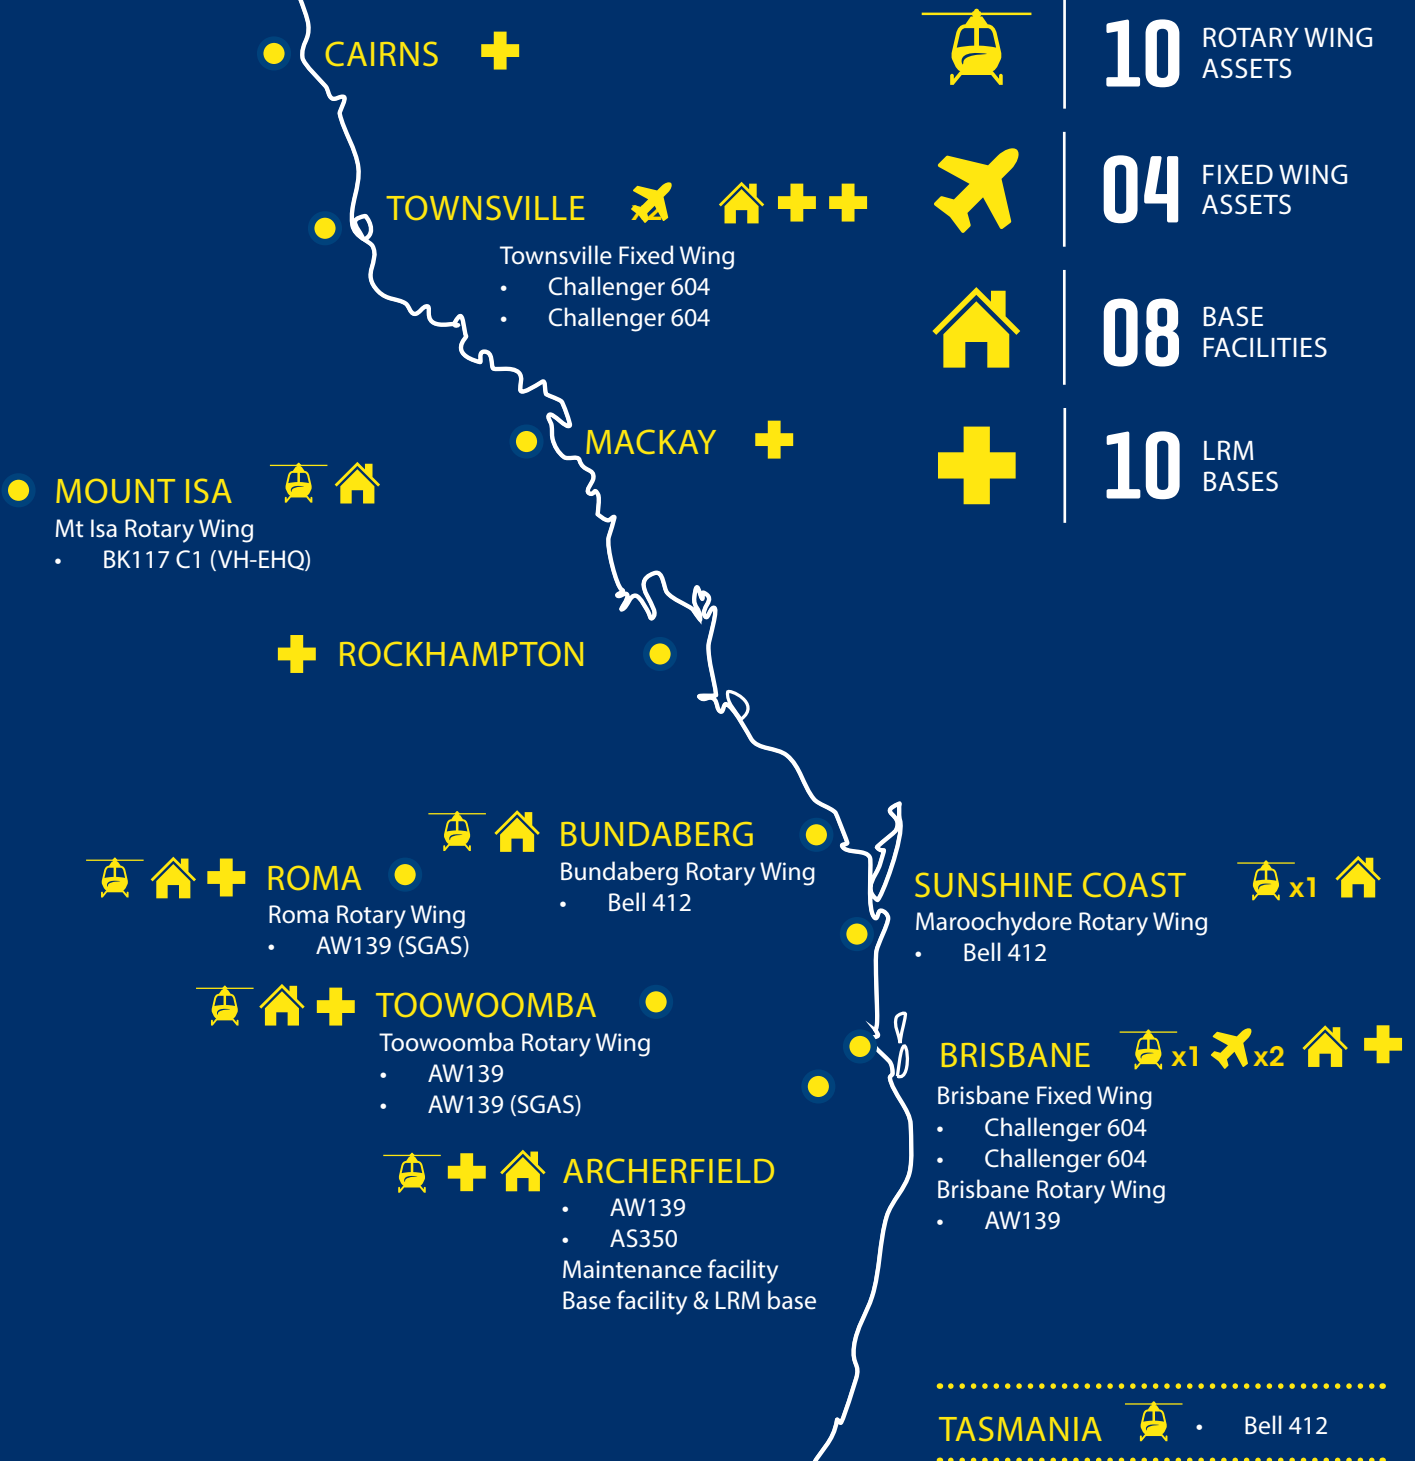 CAIRNS
10 ROTARY WING
ASSETS
TOWNSVILLE
Townsville Fixed Wing
• Challenger 604
• Challenger 604
04 FIXED WING
ASSETS
08 BASE
FACILITIES
MACKAY
10 LRM
BASES
MOUNT ISA
Mt Isa Rotary Wing
• BK117 C1 (VH-EHQ)
ROCKHAMPTON
BUNDABERG
Bundaberg Rotary Wing
• Bell 412
ROMA
Roma Rotary Wing
• AW139 (SGAS)
SUNSHINE COAST x1
Maroochydore Rotary Wing
• Bell 412
TOOWOOMBA
Toowoomba Rotary Wing
• AW139
• AW139 (SGAS)
BRISBANE x1 x2
Brisbane Fixed Wing
• Challenger 604
• Challenger 604
Brisbane Rotary Wing
• AW139
ARCHERFIELD
• AW139
• AS350
Maintenance facility
Base facility & LRM base
TASMANIA • Bell 412